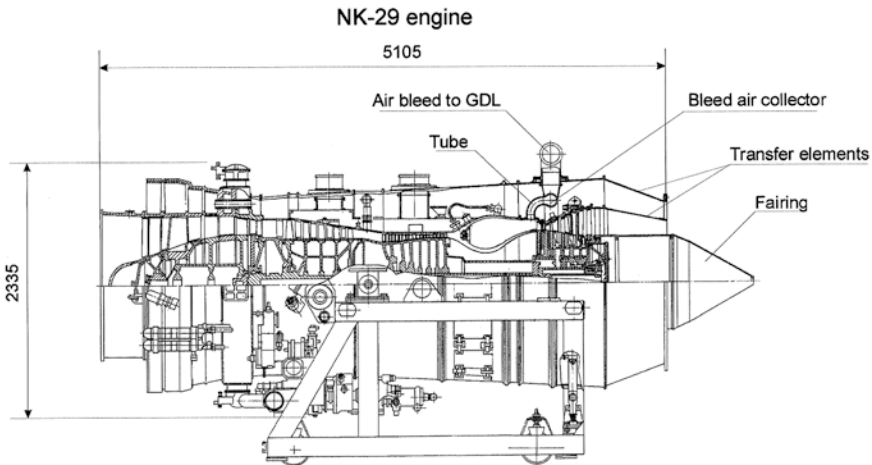 NK-29 engine
5105
Air bleed to GDL
Bleed air collector
Tube
Transfer elements
Fairing
2335